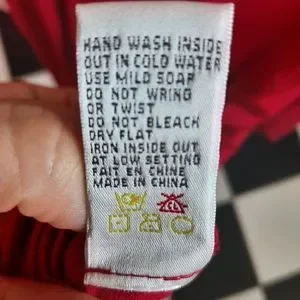 HAND WASH INSIDE
OUT IN COLD WATER
USE MILD SOAP
DO NOT WRING
OR TWIST
DO NOT BLEACH
DRY FLAT
IRON INSIDE OUT
AT LOW SETTING
FAIT EN CHINE
MADE IN CHINA